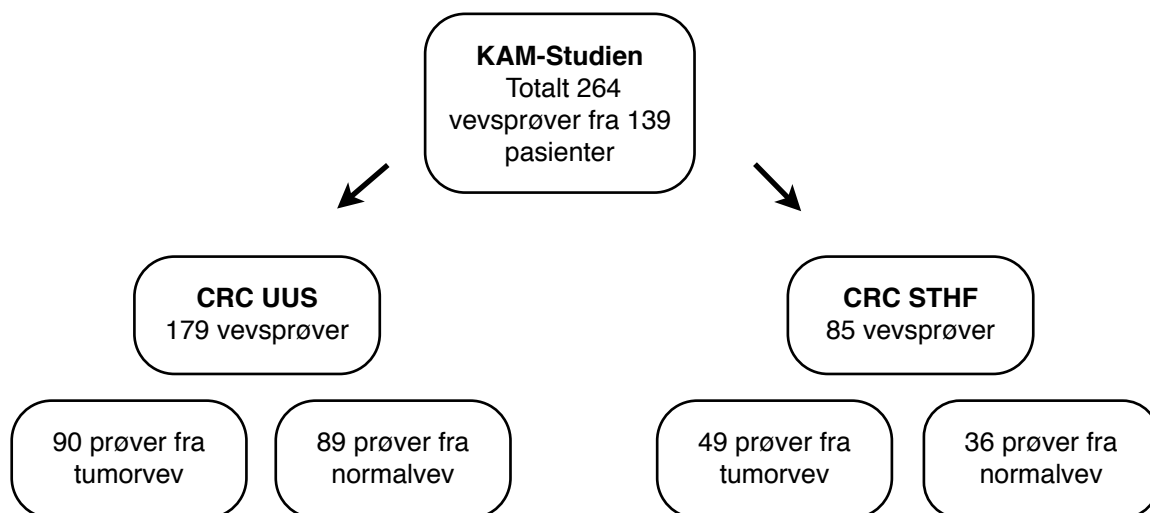 KAM-Studien
Totalt 264
vevsprøver fra 139
pasienter
CRC UUS
179 vevsprøver
CRC STHF
85 vevsprøver
90 prøver fra
tumorvev
89 prøver fra
normalvev
49 prøver fra
tumorvev
36 prøver fra
normalvev